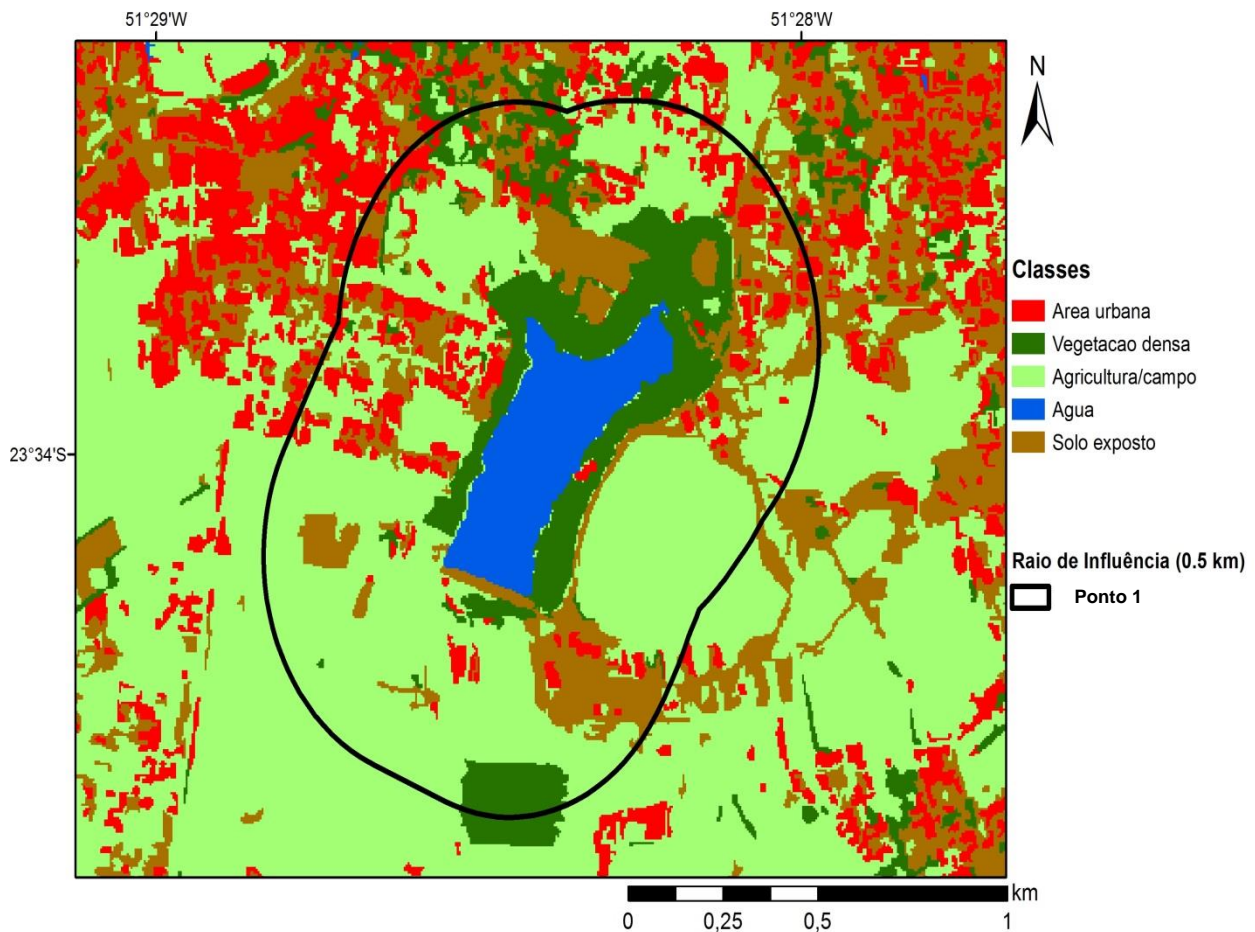 51°29'W
51°28'W
N
23°34'S
Classes
Area urbana
Vegetacao densa
Agricultura/campo
Agua
Solo exposto
Raio de Influência (0.5 km)
Ponto 1
km
0
0,25
0,5
1